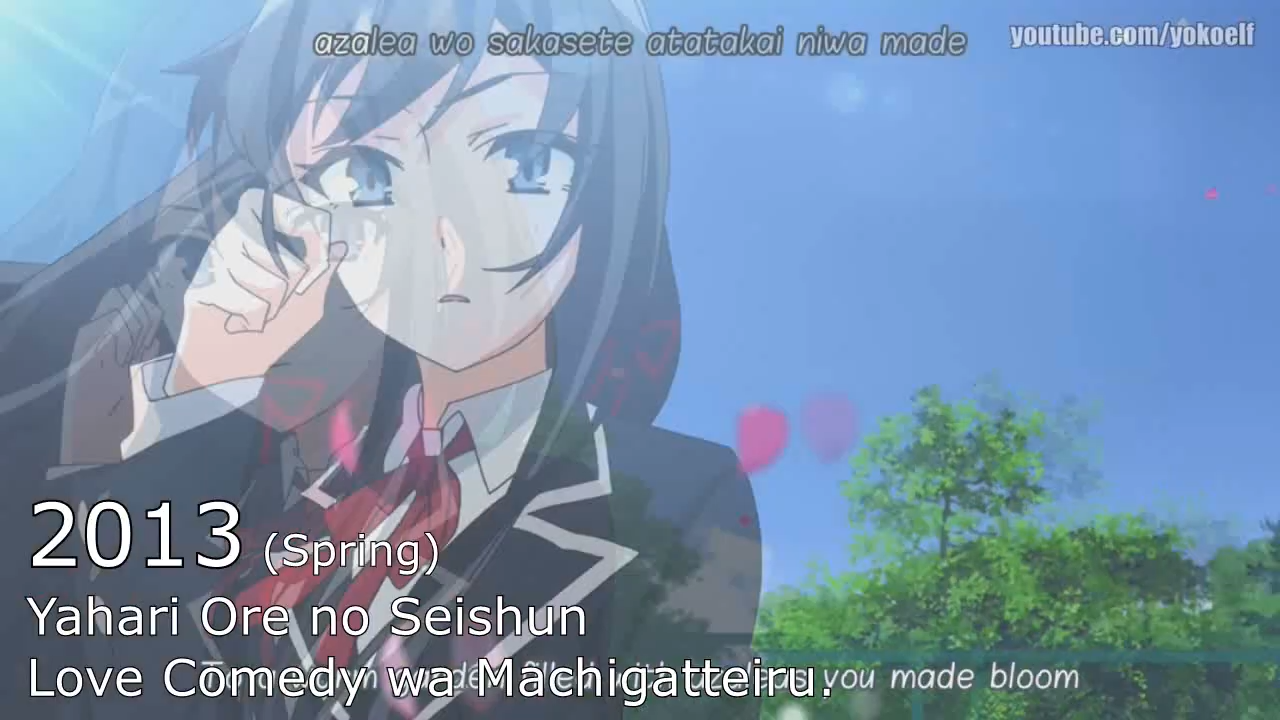 azalea wo sakasete atatakai niwa made
youtube.com/yokoelf
2013 (Spring)
Yahari Ore no Seishun
Love Comedy wa Machigatteiru.
you made bloom